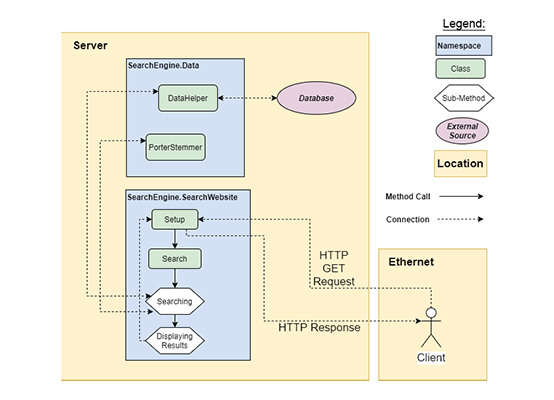 Legend:
Server
Namespace
SearchEngine.Data
Class
DataHelper
Database
Sub-Method
PorterStemmer
External
Source
Location
SearchEngine.SearchWebsite
Method Call
Setup
Connection
HTTP
GET
Request
Search
Ethernet
Searching
HTTP Response
Displaying
Results
Client